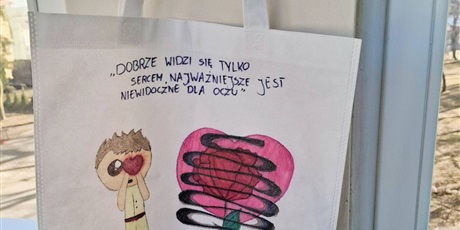 „DOBRZE WIDZI SIĘ TYLKO
SERCEM, NAJWAŻNIEJSZE JEST
NIEWIDOCZNE DLA OCZU"